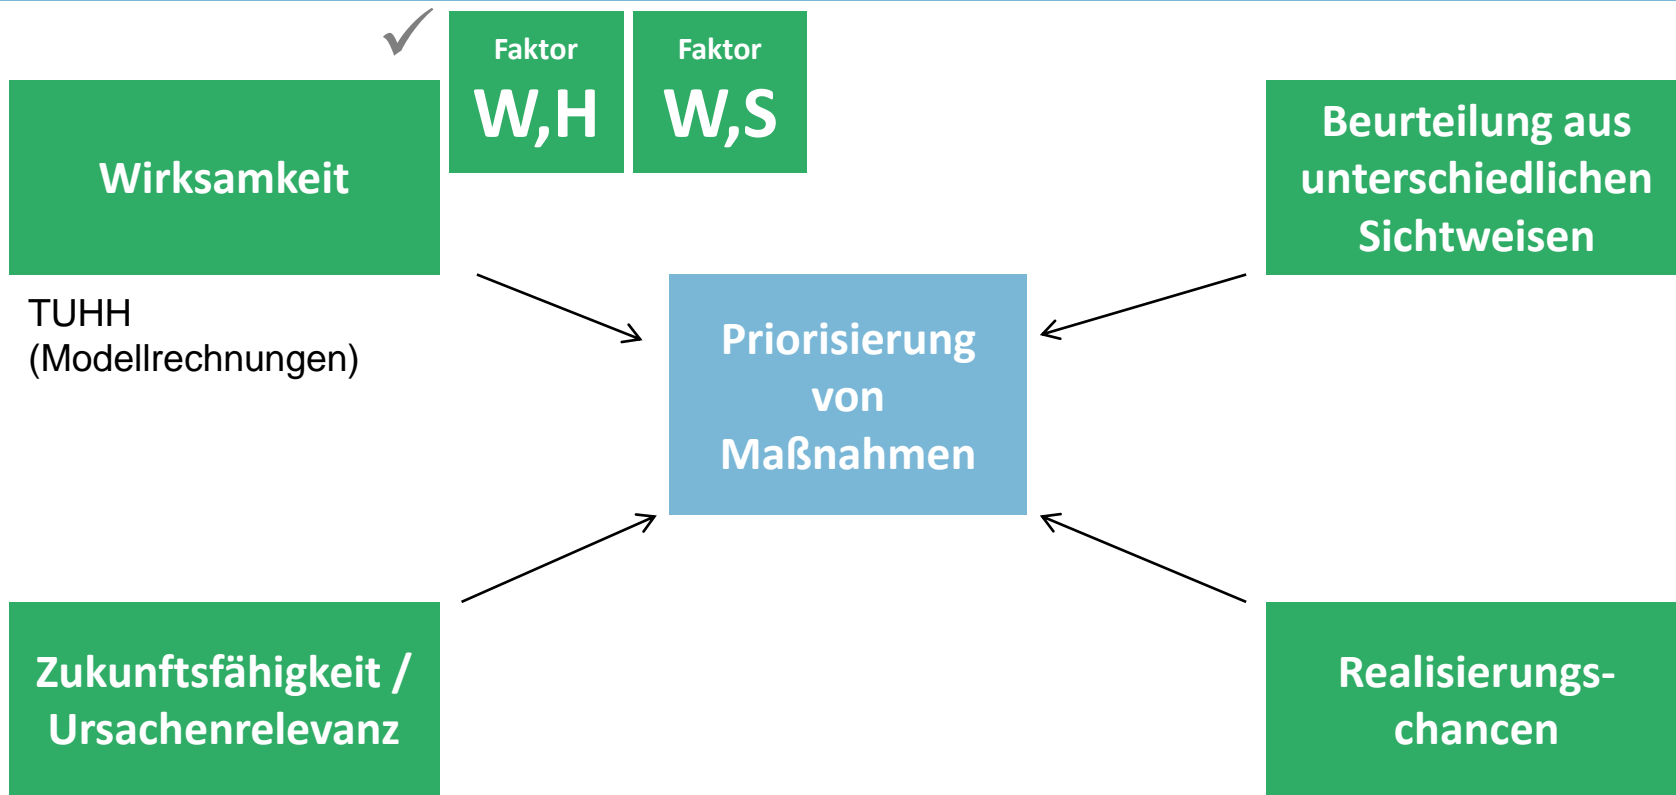 Faktor
W,H
Faktor
W,S
Wirksamkeit
TUHH
(Modellrechnungen)
Beurteilung aus
unterschiedlichen
Sichtweisen
Priorisierung
von
Maßnahmen
Zukunftsfähigkeit /
Ursachenrelevanz
Realisierungs-
chancen